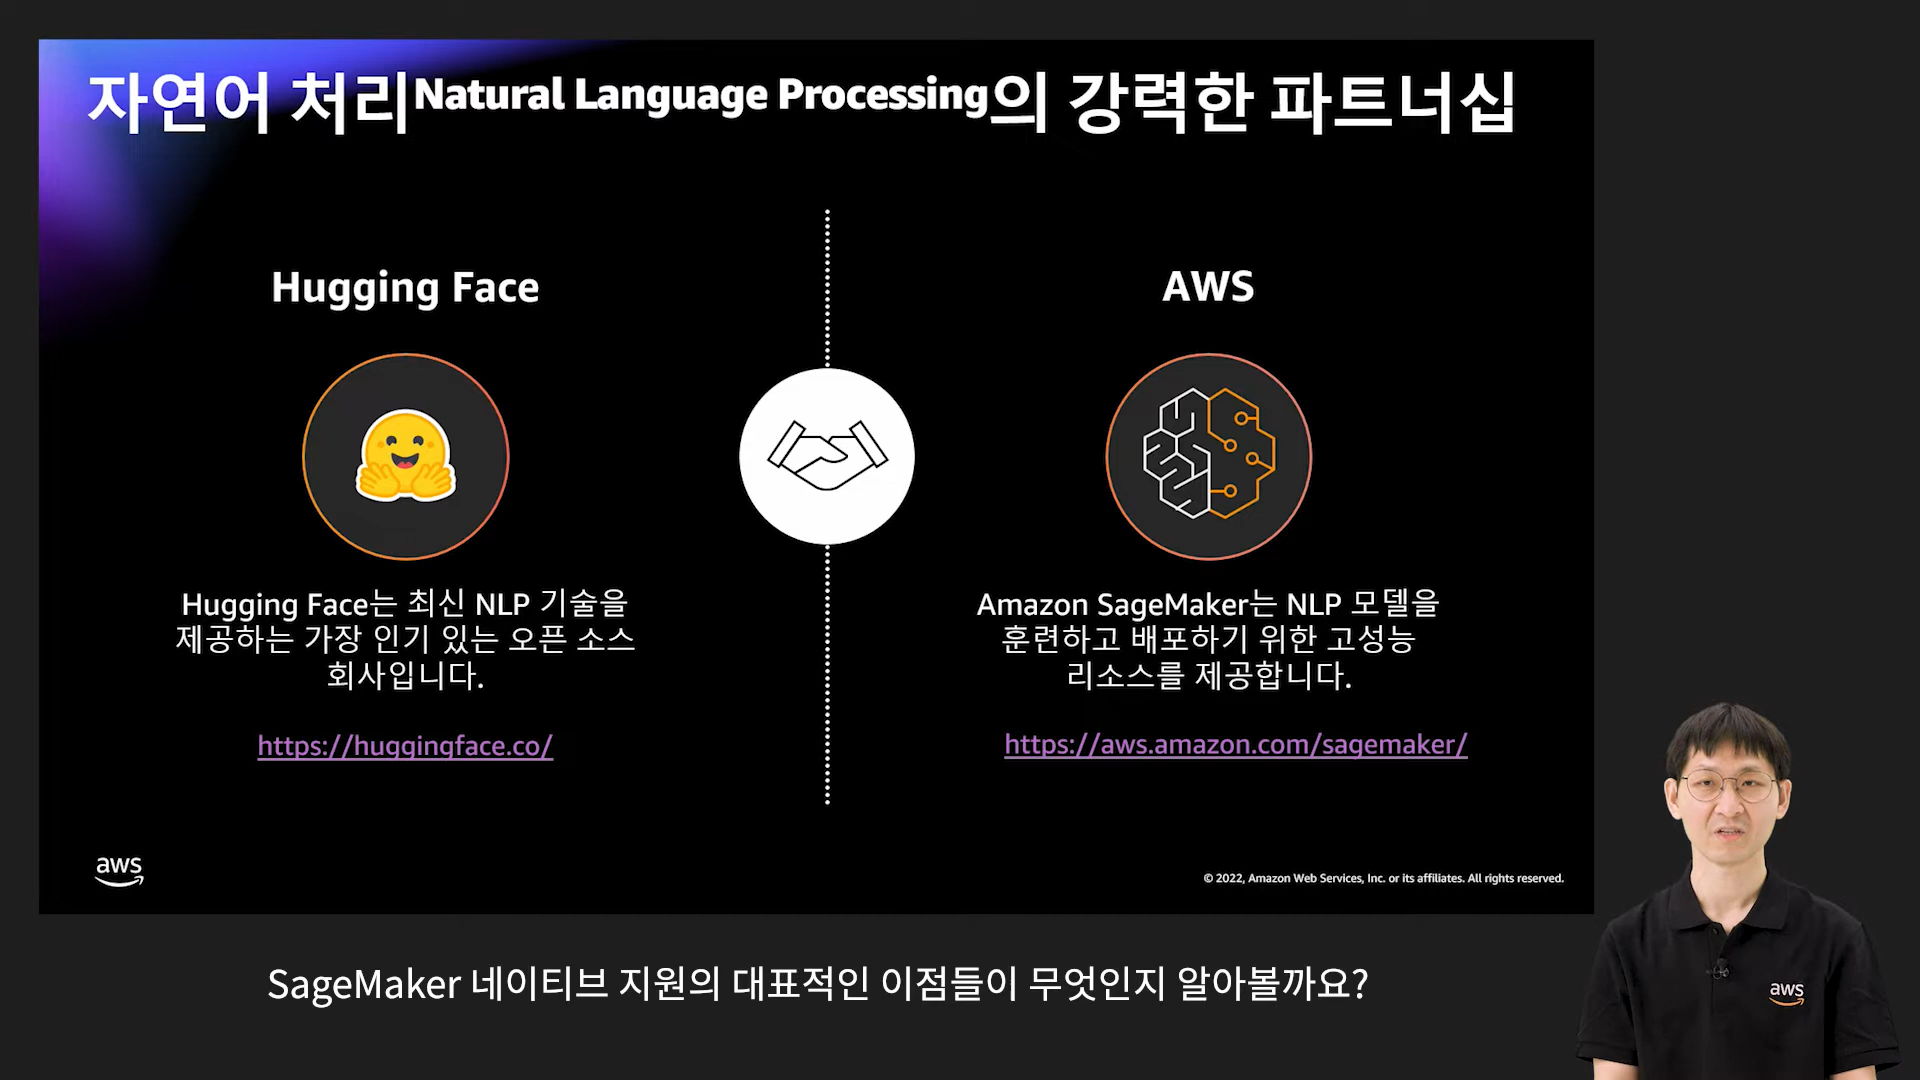 자연어 처리Natural Language Processing의 강력한 파트너십
Hugging Face
Hugging Face는 최신 NLP 기술을
제공하는 가장 인기 있는 오픈 소스
회사입니다.
https://huggingface.co/
AWS
Amazon SageMaker는 NLP 모델을
훈련하고 배포하기 위한 고성능
리소스를 제공합니다.
https://aws.amazon.com/sagemaker/
aws
© 2022, Amazon Web Services, Inc. or its affiliates. All rights reserved.
aws
SageMaker 네이티브 지원의 대표적인 이점들이 무엇인지 알아볼까요?